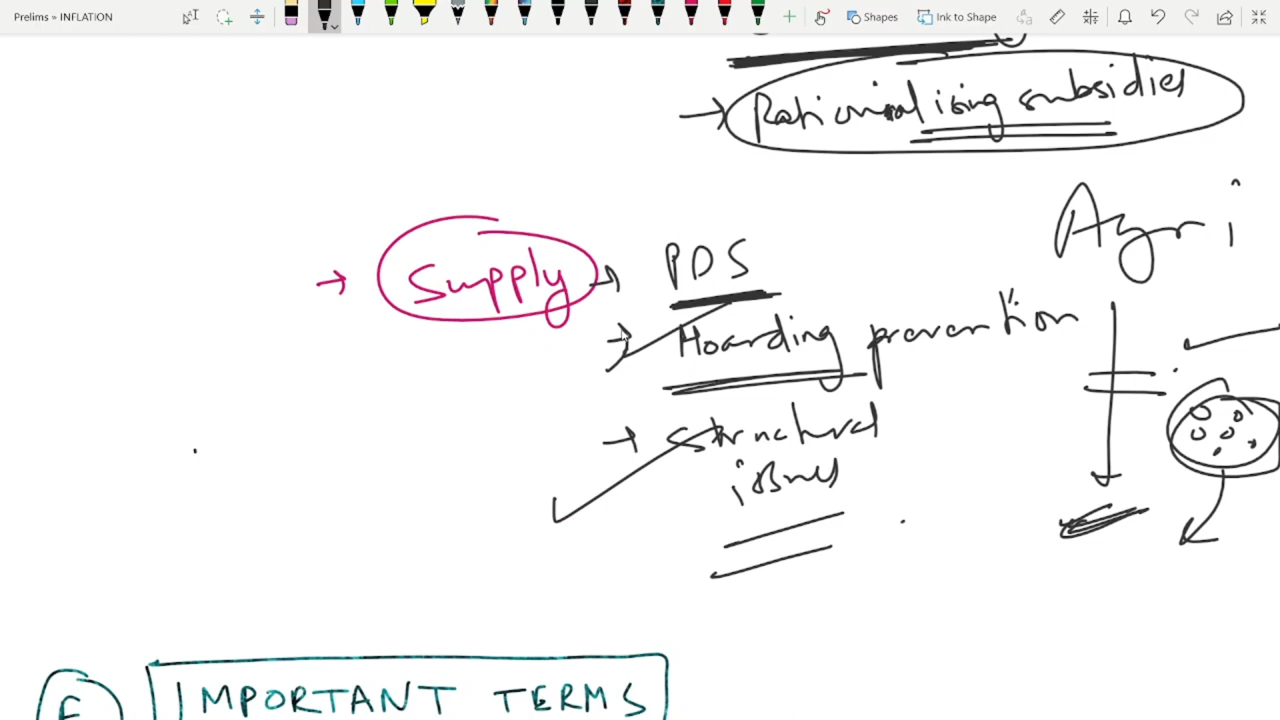 Prelims » INFLATION
Shapes
Ink to Shape
Rationalising subsidies
Agri
Supply
PDS
Hoarding prevention
structural
issues
IMPORTANT TERMS